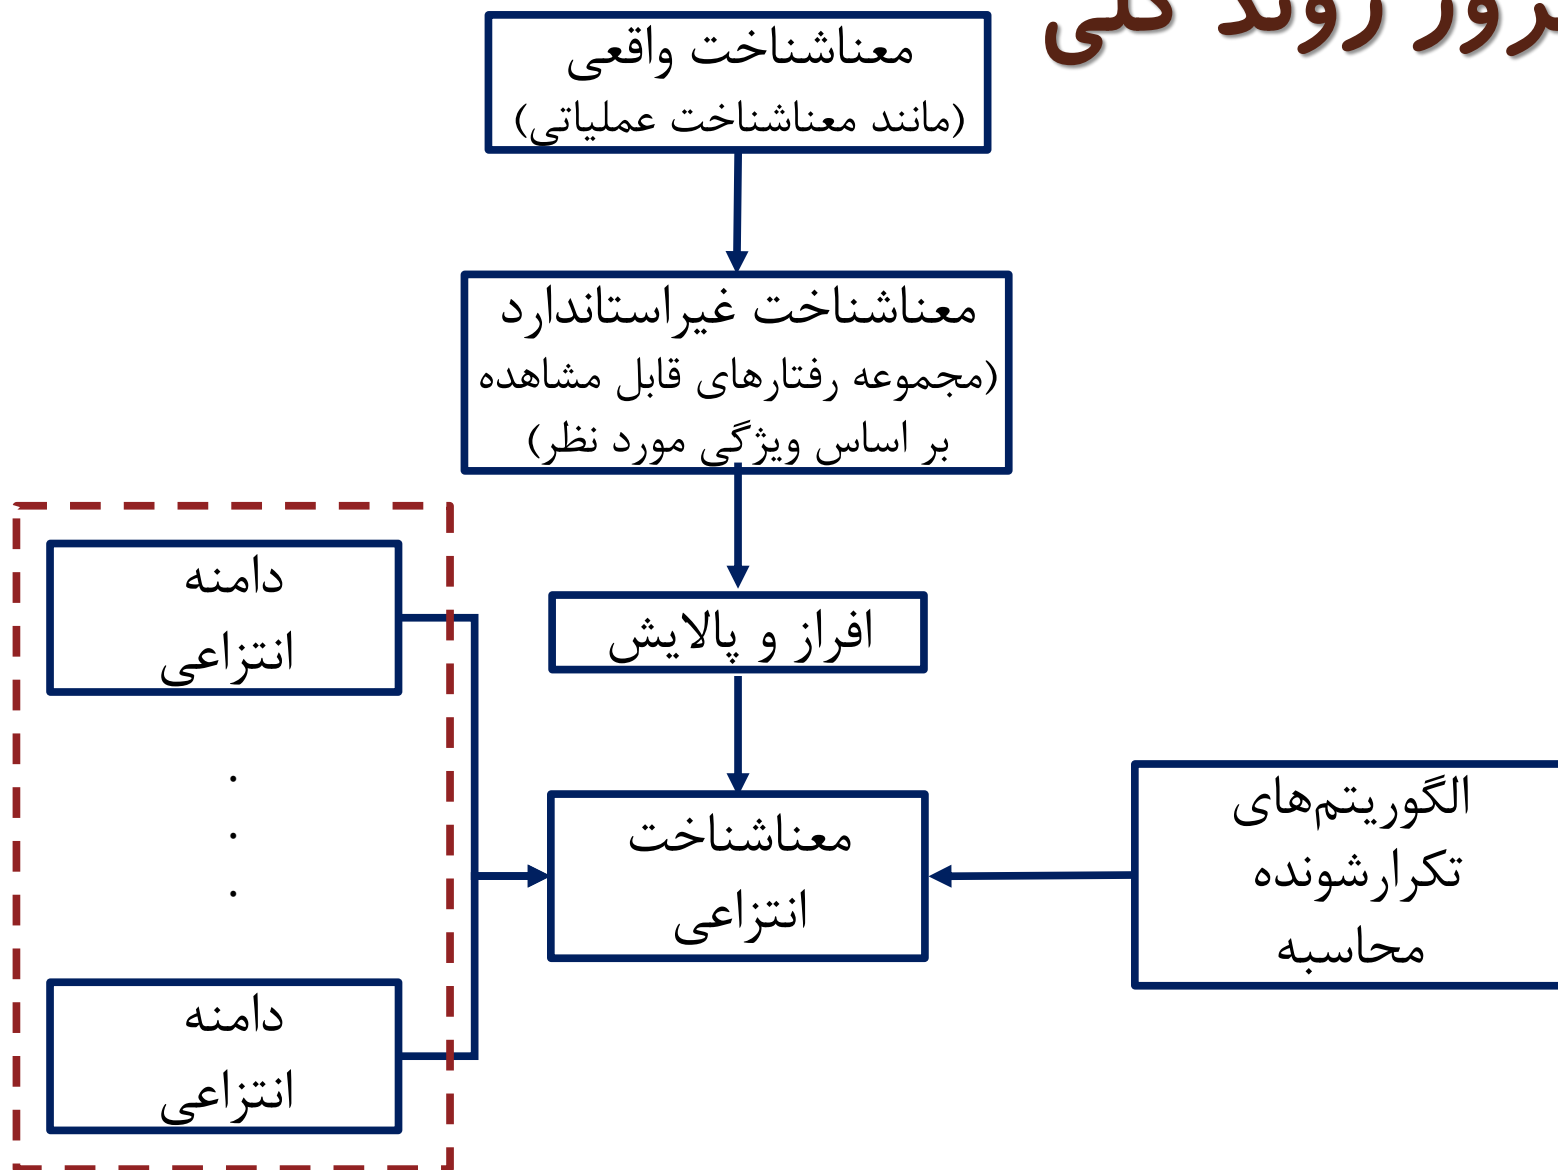 روند کلی
معناشناخت واقعی
(مانند معناشناخت عملیاتی)
معناشناخت غیراستاندارد
(مجموعه رفتارهای قابل مشاهده
بر اساس ویژگی مورد نظر)
افراز و پالایش
دامنه
انتزاعی
.
.
.
دامنه
انتزاعی
معناشناخت
انتزاعی
الگوریتم‌های
تکرارشونده
محاسبه